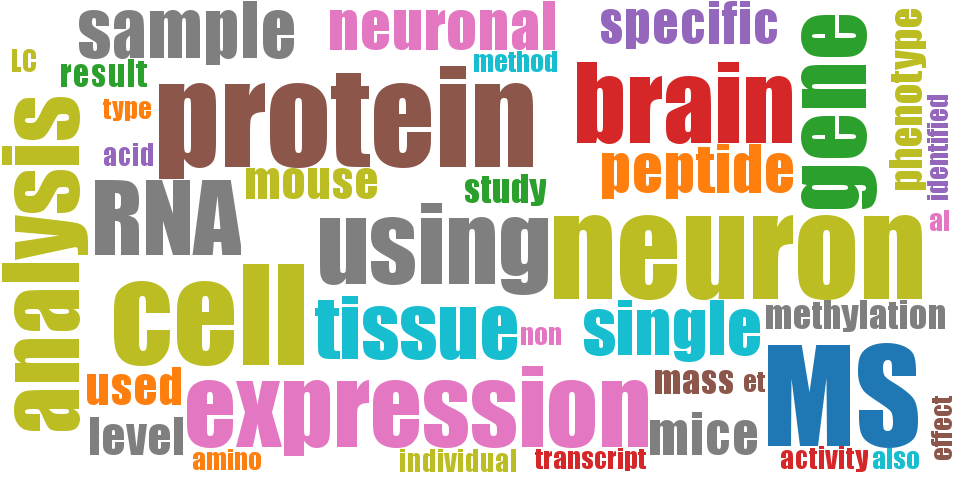 sample
neuronal
specific
LC
result
method
type
protein
brain
gene
phenotype
identified
analysis
acid
mouse
study
peptide
RNA
using
neuron
al
cell
tissue
non
single
methylation
used
expression
mass
et
MS
level
mice
effect
amino
individual
transcript
activity
also